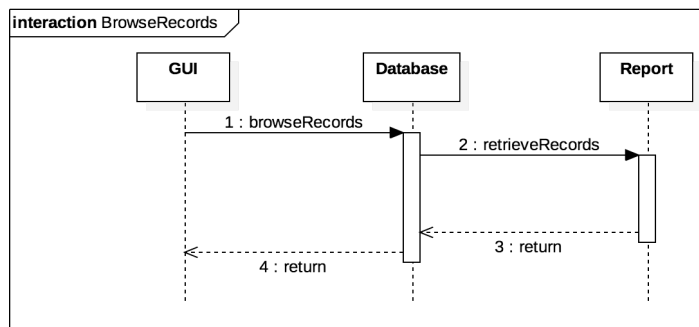 interaction BrowseRecords
GUI
Database
Report
1 : browseRecords
2 : retrieveRecords
3 : return
4 : return